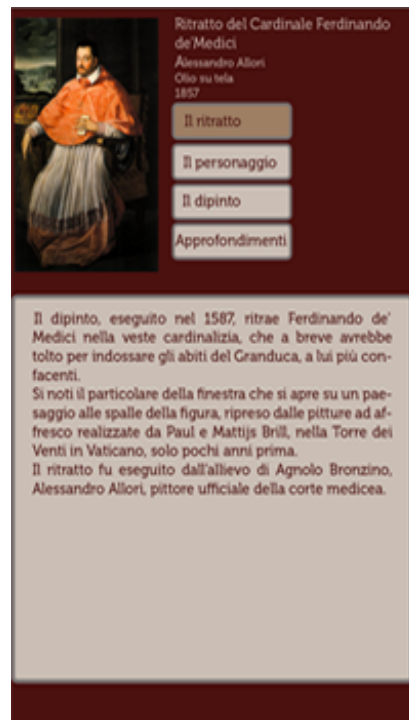 Ritratto del Cardinale Ferdinando
de'Medici
Alessandro Allori
Olio su tela
1857
Il ritratto
Il personaggio
Il dipinto
Approfondimenti
Il dipinto, eseguito nel 1587, ritrae Ferdinando de'
Medici nella veste cardinalizia, che a breve avrebbe
tolto per indossare gli abiti del Granduca, a lui più con-
facenti.
Si noti il particolare della finestra che si apre su un pae-
saggio alle spalle della figura, ripreso dalle pitture ad af-
fresco realizzate da Paul e Mattijs Brill, nella Torre dei
Venti in Vaticano, solo pochi anni prima.
Il ritratto fu eseguito dall'allievo di Agnolo Bronzino,
Alessandro Allori, pittore ufficiale della corte medicea.